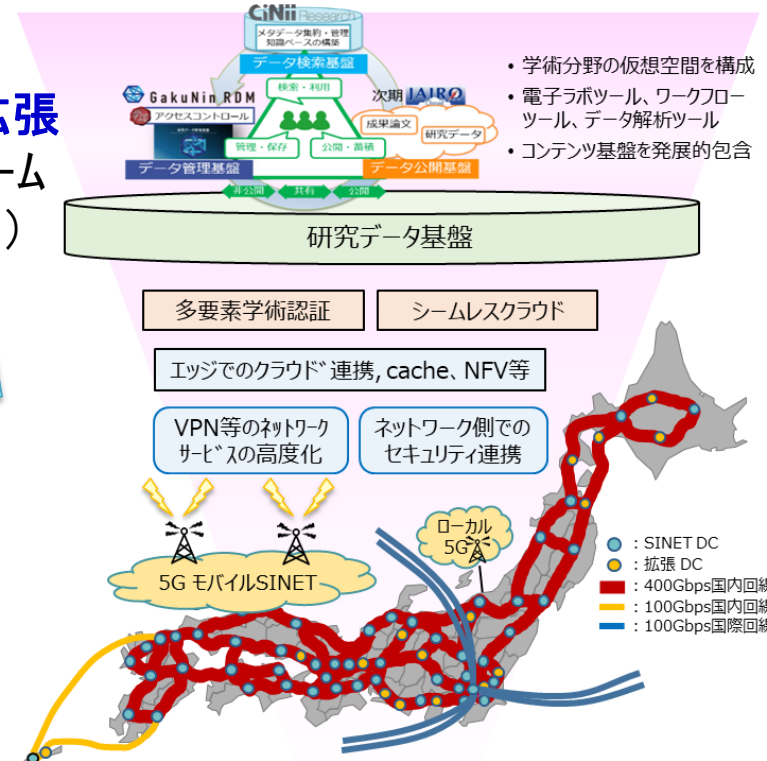 CiNii Research
メタデータ集約・管理
知識ベースの構築
データ検索基盤
検索・利用
GakuNin RDM
アクセスコントロール
管理・保存
公開・蓄積
データ管理基盤
次期 JAIRO
Cloud
成果論文
研究データ
データ公開基盤
非公開 共有 公開
・学術分野の仮想空間を構成
・電子ラボツール、ワークフロー
ツール、データ解析ツール
・コンテンツ基盤を発展的包含
拡張
ーム
)
研究データ基盤
多要素学術認証
シームレスクラウド
エッジでのクラウド゛連携, cache、NFV等
VPN等のﾈｯﾄﾜｰｸ
ｻｰﾋﾞｽの高度化
ネットワーク側での
セキュリティ連携
5G モバイルSINET
ローカル
5G
：SINET DC
：拡張 DC
：400Gbps国内回線
：100Gbps国内回線
：100Gbps国際回線